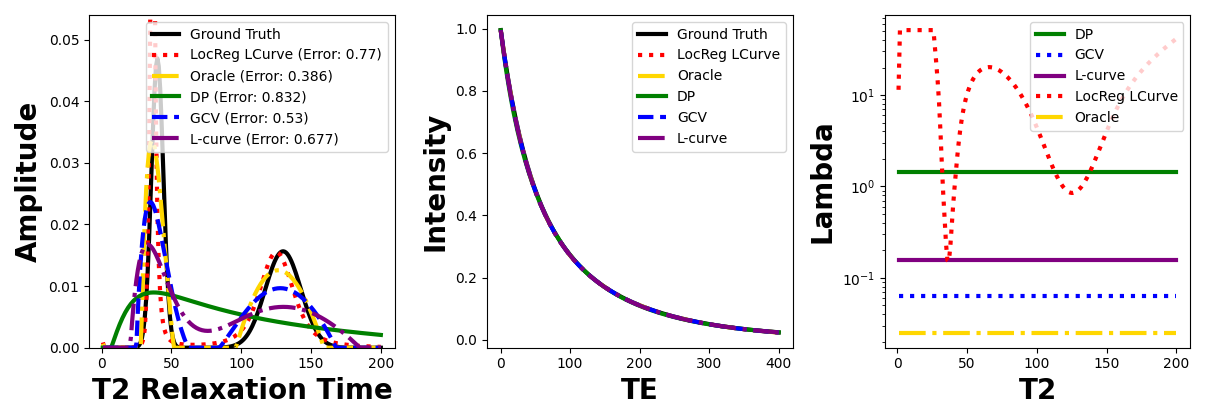 Amplitude
0.05
0.04
0.03
0.02
0.01
0.00
0
50
100
150
200
T2 Relaxation Time
Ground Truth
LocReg LCurve (Error: 0.77)
Oracle (Error: 0.386)
DP (Error: 0.832)
GCV (Error: 0.53)
L-curve (Error: 0.677)
Intensity
1.0
0.8
0.6
0.4
0.2
0.0
0
100
200
300
400
TE
Ground Truth
LocReg LCurve
Oracle
DP
GCV
L-curve
Lambda
10¹
10⁰
10⁻¹
0
50
100
150
200
T2
DP
GCV
L-curve
LocReg LCurve
Oracle